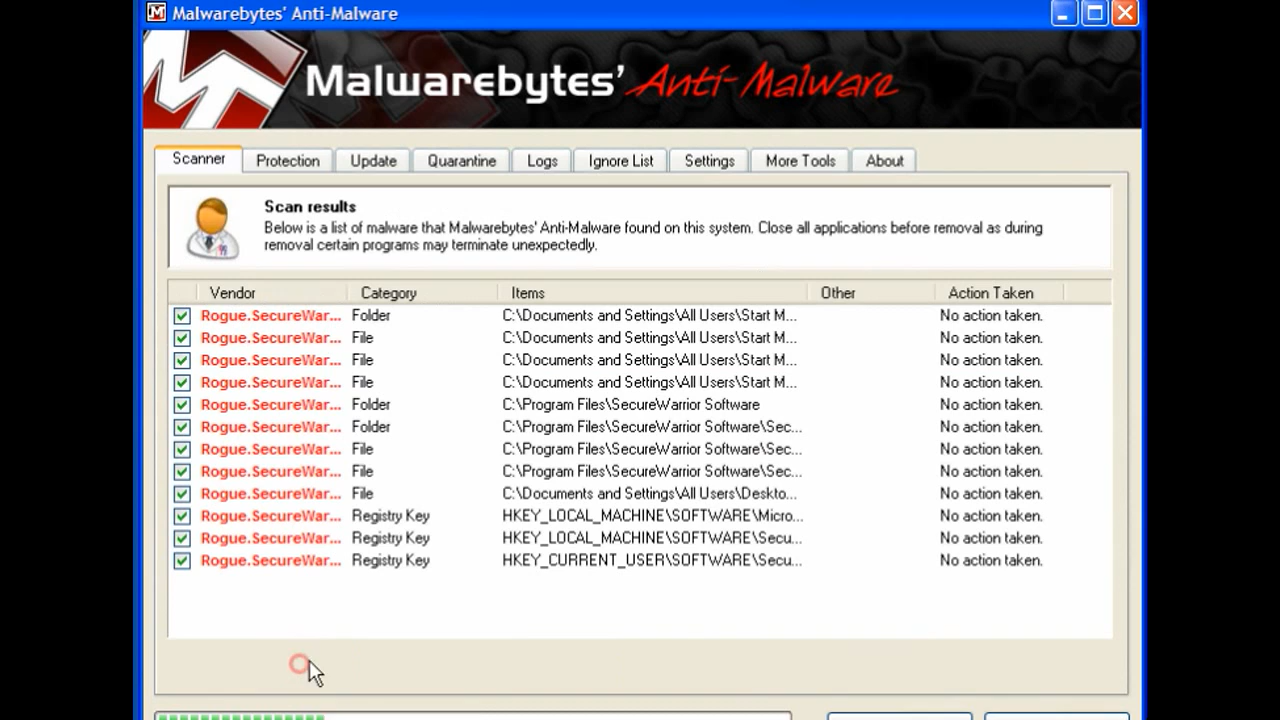 Malwarebytes' Anti-Malware
Malwarebytes' Anti-Malware
Scanner Protection Update Quarantine Logs Ignore List Settings More Tools About
Scan results
Below is a list of malware that Malwarebytes' Anti-Malware found on this system. Close all applications before removal as during
removal certain programs may terminate unexpectedly.
Vendor Category Items Other Action Taken
Rogue.SecureWar... Folder C:\Documents and Settings\All Users\Start M... No action taken.
Rogue.SecureWar... File C:\Documents and Settings\All Users\Start M... No action taken.
Rogue.SecureWar... File C:\Documents and Settings\All Users\Start M... No action taken.
Rogue.SecureWar... File C:\Documents and Settings\All Users\Start M... No action taken.
Rogue.SecureWar... Folder C:\Program Files\SecureWarrior Software No action taken.
Rogue.SecureWar... Folder C:\Program Files\SecureWarrior Software\Sec... No action taken.
Rogue.SecureWar... File C:\Program Files\SecureWarrior Software\Sec... No action taken.
Rogue.SecureWar... File C:\Program Files\SecureWarrior Software\Sec... No action taken.
Rogue.SecureWar... File C:\Documents and Settings\All Users\Deskto... No action taken.
Rogue.SecureWar... Registry Key HKEY_LOCAL_MACHINE\SOFTWARE\Micro... No action taken.
Rogue.SecureWar... Registry Key HKEY_LOCAL_MACHINE\SOFTWARE\Secu... No action taken.
Rogue.SecureWar... Registry Key HKEY_CURRENT_USER\SOFTWARE\Secu... No action taken.